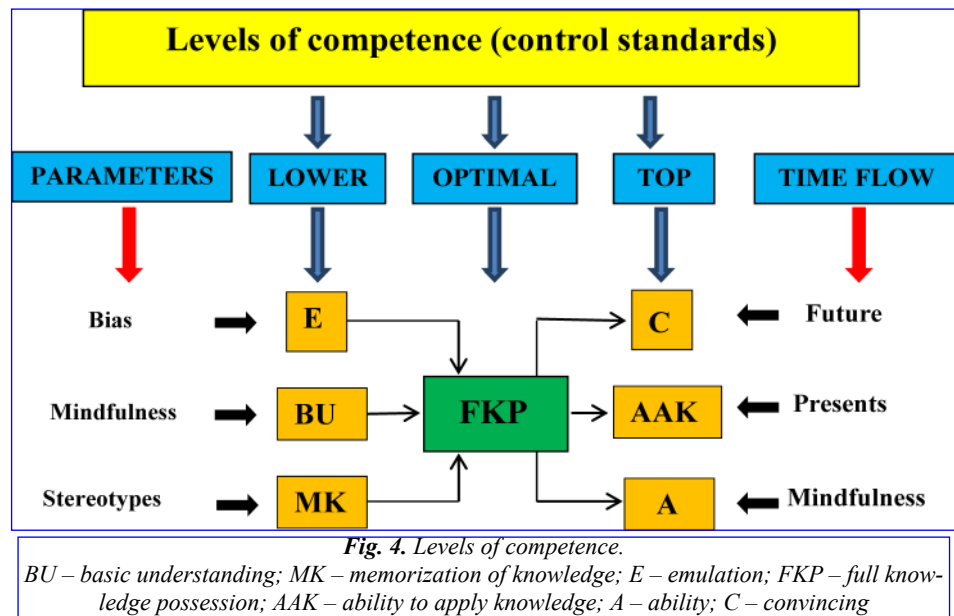 Levels of competence (control standards)
PARAMETERS LOWER OPTIMAL TOP TIME FLOW
Bias E C Future
Mindfulness BU FKP AAK Presents
Stereotypes MK A Mindfulness
Fig. 4. Levels of competence.
BU – basic understanding; MK – memorization of knowledge; E – emulation; FKP – full know-
ledge possession; AAK – ability to apply knowledge; A – ability; C – convincing